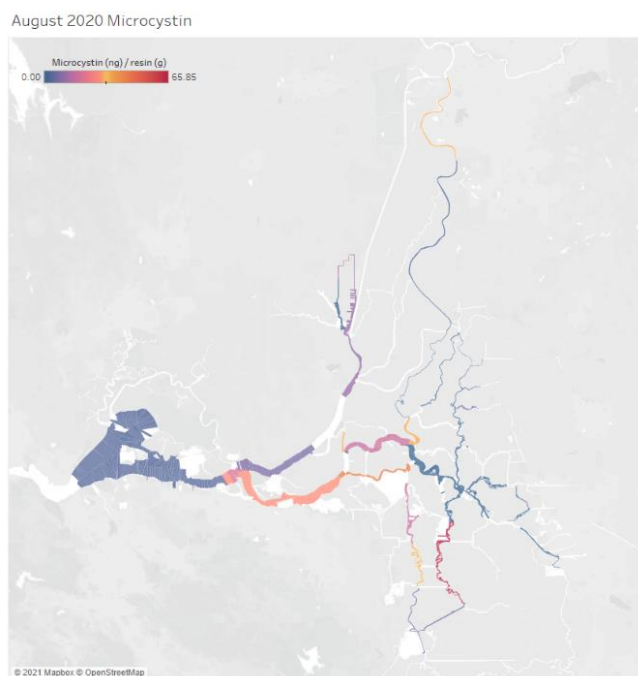 August 2020 Microcystin
Microcystin (ng) / resin (g)
0.00 65.85
© 2021 Mapbox © OpenStreetMap